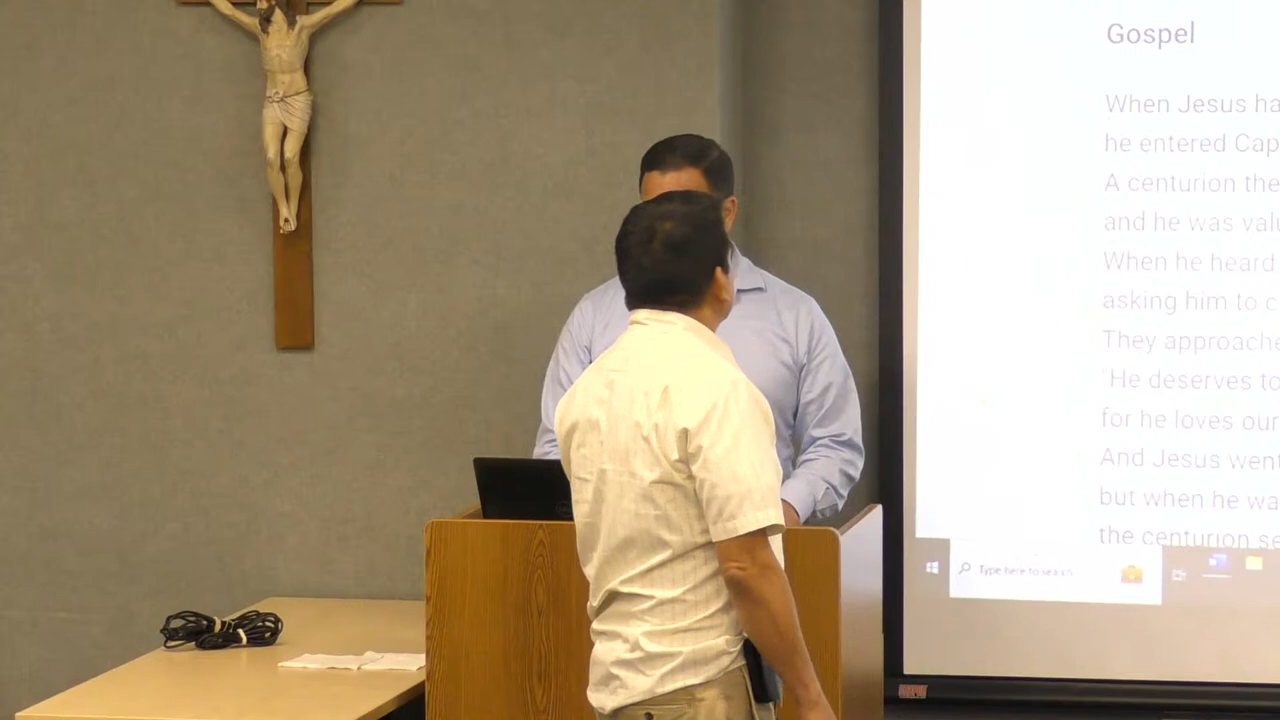 Gospel
When Jesus ha
he entered Cap
A centurion the
and he was valu
When he heard
asking him to c
They approache
"He deserves to
for he loves our
And Jesus went
but when he wa
the centurion se
Type here to search